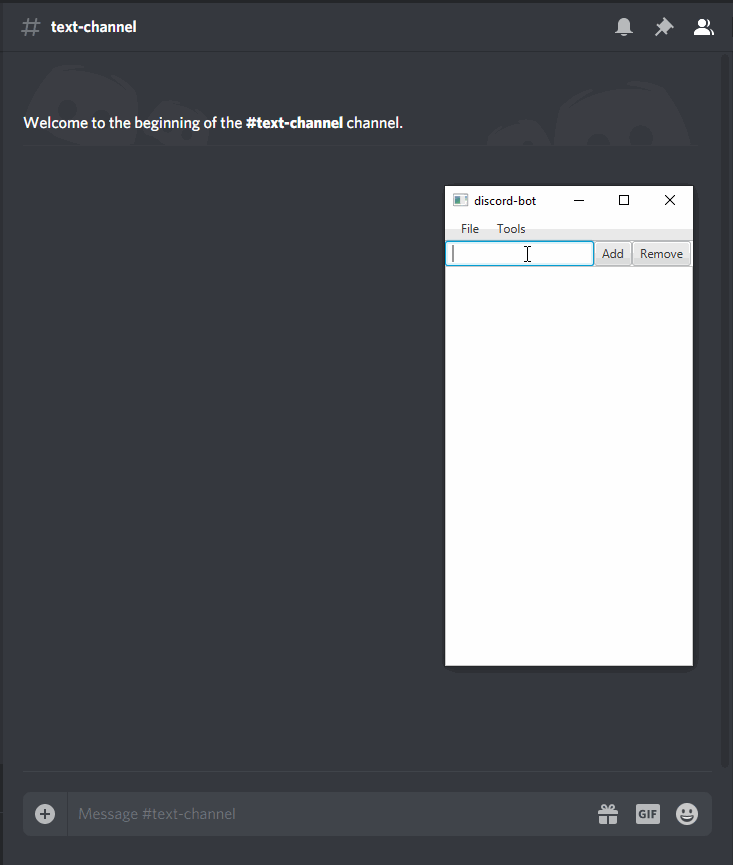 # text-channel
Welcome to the beginning of the #text-channel channel.
discord-bot
File Tools
Add Remove
Message #text-channel
GIF